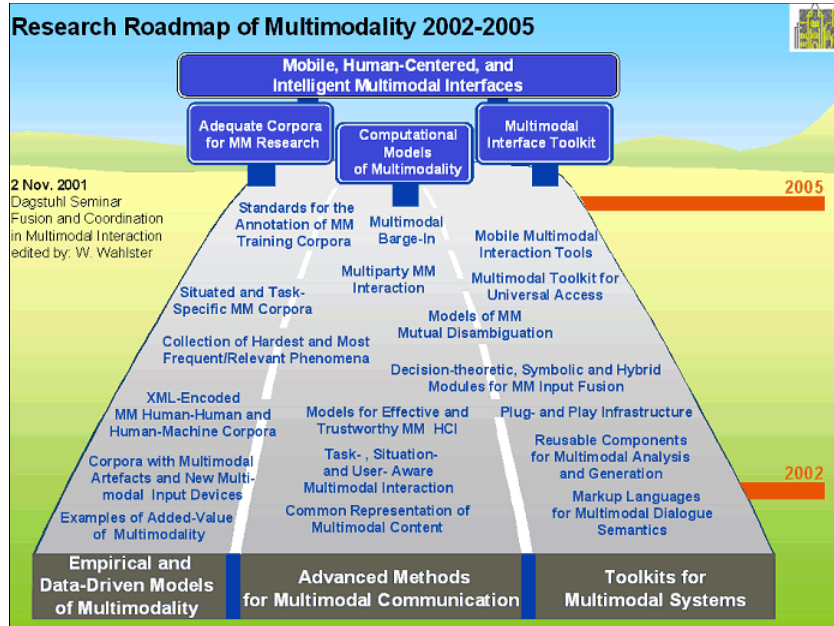 Research Roadmap of Multimodality 2002-2005
Mobile, Human-Centered, and
Intelligent Multimodal Interfaces
Adequate Corpora
for MM Research
Computational
Models
of Multimodality
Multimodal
Interface Toolkit
2 Nov. 2001
Dagstuhl Seminar
Fusion and Coordination
in Multimodal Interaction
edited by: W. Wahlster
2005
Standards for the
Annotation of MM
Training Corpora
Situated and Task-
Specific MM Corpora
Collection of Hardest and Most
Frequent/Relevant Phenomena
XML-Encoded
MM Human-Human and
Human-Machine Corpora
Corpora with Multimodal
Artefacts and New Multi-
modal Input Devices
Examples of Added-Value
of Multimodality
Multimodal
Barge-In
Multiparty MM
Interaction
Models of MM
Mutual Disambiguation
Decision-theoretic, Symbolic and Hybrid
Modules for MM Input Fusion
Models for Effective and
Trustworthy MM HCI
Task- , Situation-
and User- Aware
Multimodal Interaction
Common Representation of
Multimodal Content
Mobile Multimodal
Interaction Tools
Multimodal Toolkit for
Universal Access
Plug- and Play Infrastructure
Reusable Components
for Multimodal Analysis
and Generation
Markup Languages
for Multimodal Dialogue
Semantics
2002
Empirical and
Data-Driven Models
of Multimodality
Advanced Methods
for Multimodal Communication
Toolkits for
Multimodal Systems